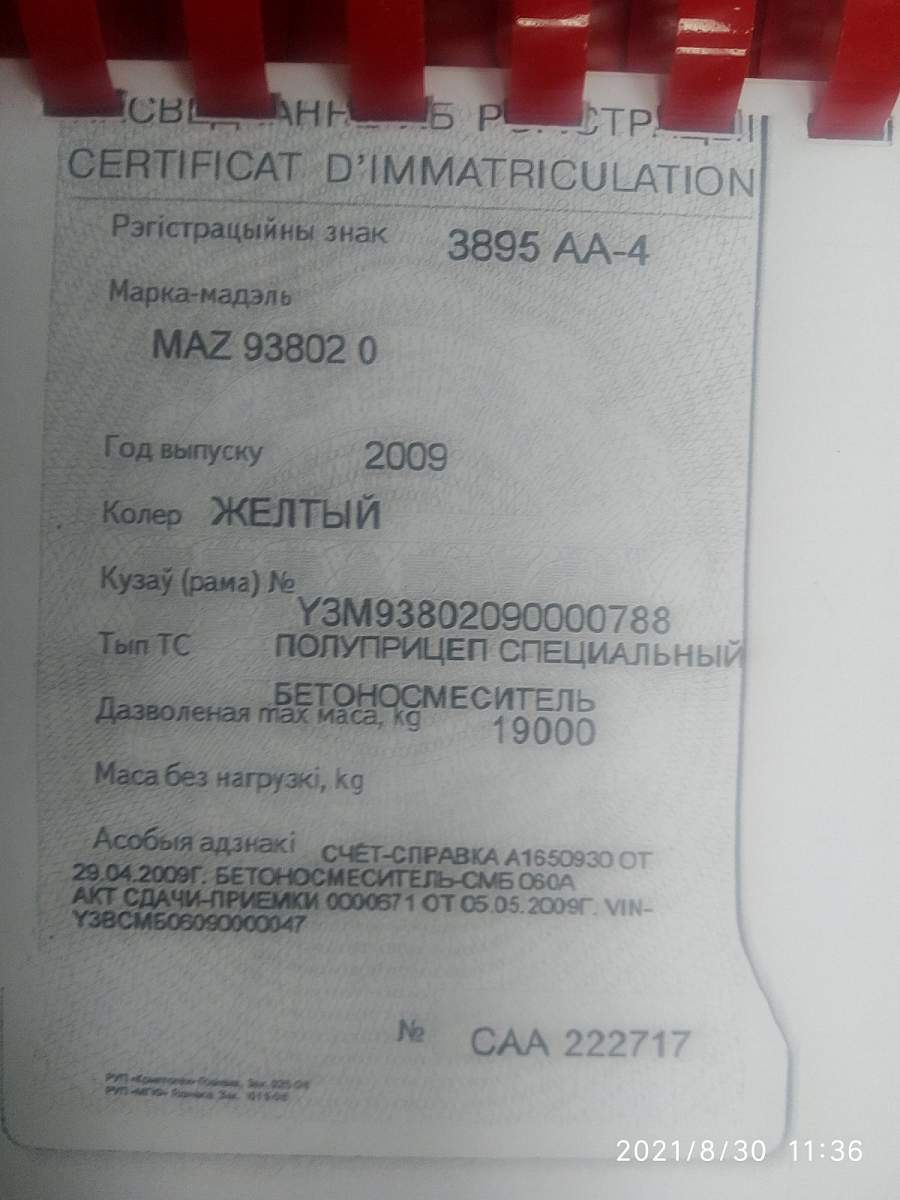 CERTIFICAT D'IMMATRICULATION
Рэгістрацыйны знак 3895 AA-4
Марка-мадэль
MAZ 93802 0
Год выпуску 2009
Колер ЖЕЛТЫЙ
Кузаў (рама) №
Y3M93802090000788
Тып ТС ПОЛУПРИЦЕП СПЕЦИАЛЬНЫЙ
БЕТОНОСМЕСИТЕЛЬ
Дазволеная max маса, kg 19000
Маса без нагрузкі, kg
Асобыя адзнакі СЧЁТ-СПРАВКА А1650930 ОТ
29.04.2009Г. БЕТОНОСМЕСИТЕЛЬ-СМБ 060А
АКТ СДАЧИ-ПРИЕМКИ 0000671 ОТ 05.05.2009Г. VIN-
Y3ВСМБ06090000047
№ САА 222717
2021/8/30 11:36